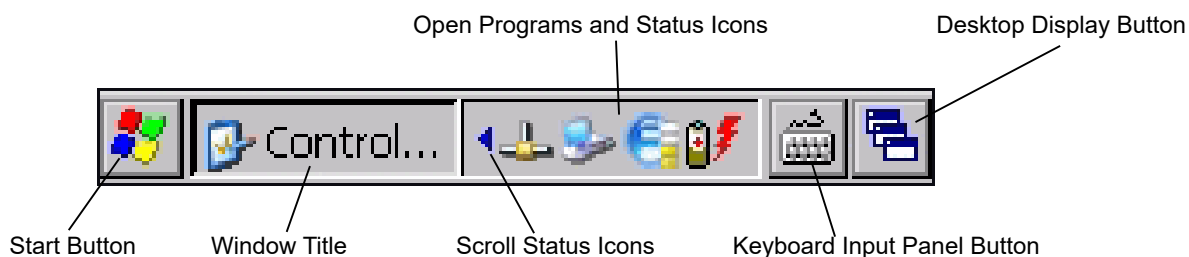 Open Programs and Status Icons
Desktop Display Button
Control...
Start Button
Window Title
Scroll Status Icons
Keyboard Input Panel Button